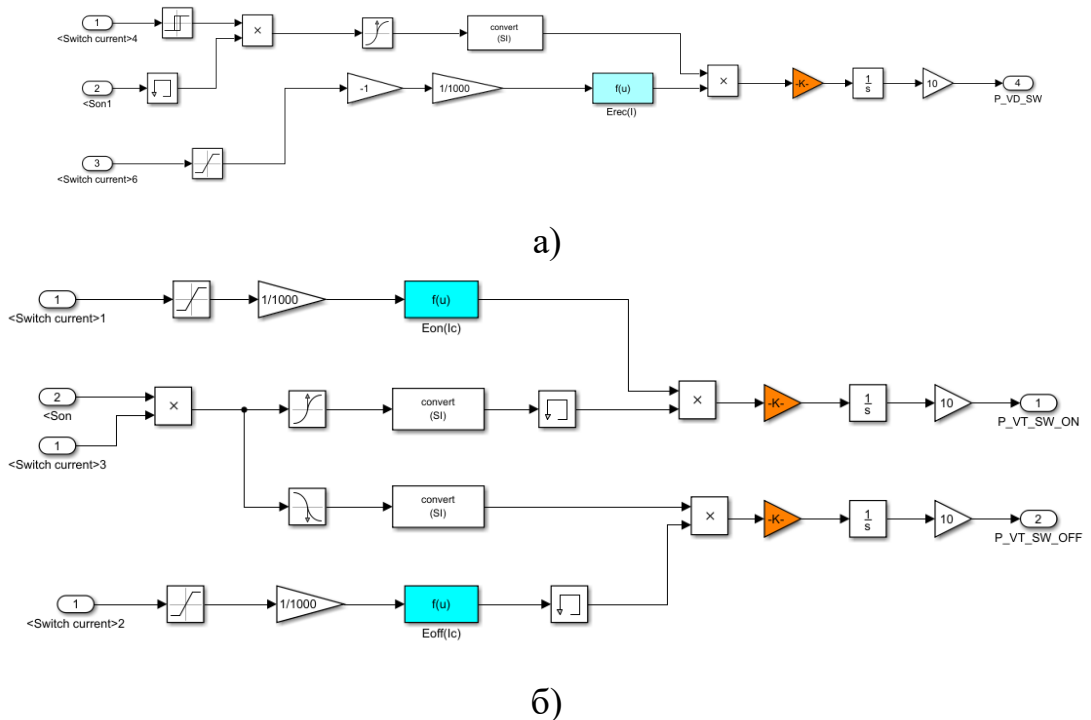 1
<Switch current>4
×
convert
(SI)
2
<Son1
-1
1/1000
f(u)
Erec(I)
×
-K-
1
s
10
4
P_VD_SW
3
<Switch current>6
а)
1
<Switch current>1
1/1000
f(u)
Eon(Ic)
2
<Son
1
<Switch current>3
×
convert
(SI)
×
-K-
1
s
10
1
P_VT_SW_ON
convert
(SI)
×
-K-
1
s
10
2
P_VT_SW_OFF
1
<Switch current>2
1/1000
f(u)
Eoff(Ic)
б)